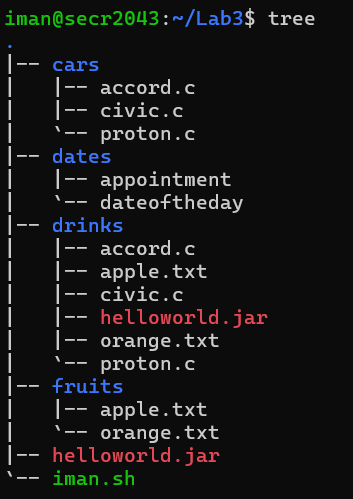 iman@secr2043:~/Lab3$ tree
.
|-- cars
|   |-- accord.c
|   |-- civic.c
|   `-- proton.c
|-- dates
|   |-- appointment
|   `-- dateoftheday
|-- drinks
|   |-- accord.c
|   |-- apple.txt
|   |-- civic.c
|   |-- helloworld.jar
|   |-- orange.txt
|   `-- proton.c
|-- fruits
|   |-- apple.txt
|   `-- orange.txt
|-- helloworld.jar
`-- iman.sh